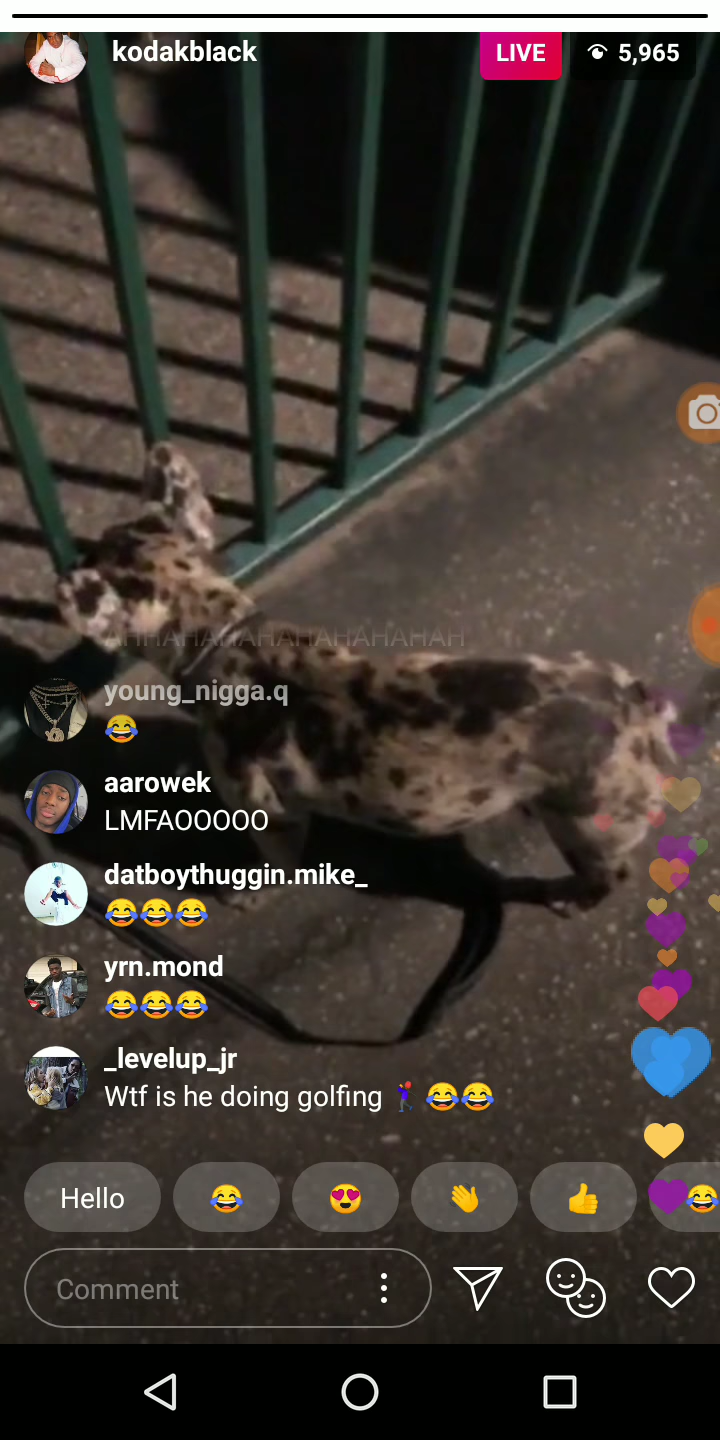 kodakblack
LIVE
5,965
AHHAHAHAHAHAHAHAHAH
young_nigga.q
😂
aarowek
LMFAOOOOO
datboythuggin.mike_
😂😂😂
yrn.mond
😂😂😂
_levelup_jr
Wtf is he doing golfing 😂😂
Hello
Comment